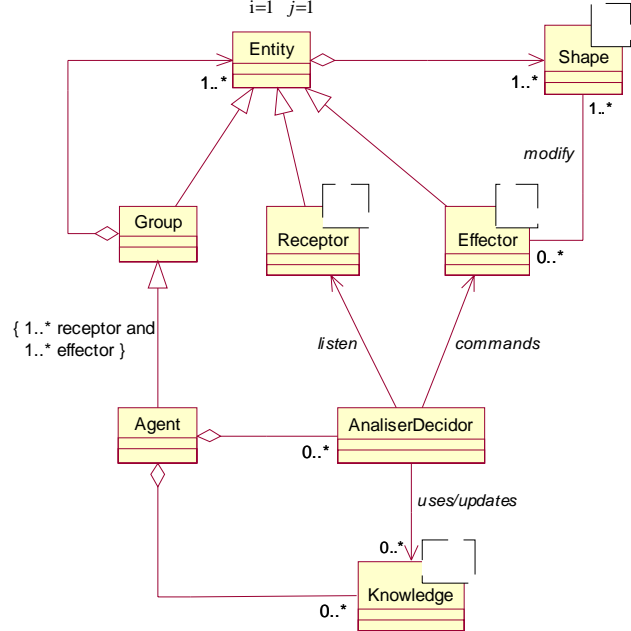 i=1 j=1
Entity
Shape
1..*
1..*
1..*
modify
Group
Receptor
Effector
0..*
{ 1..* receptor and
1..* effector }
listen
commands
Agent
AnaliserDecidor
0..*
uses/updates
0..*
Knowledge
0..*